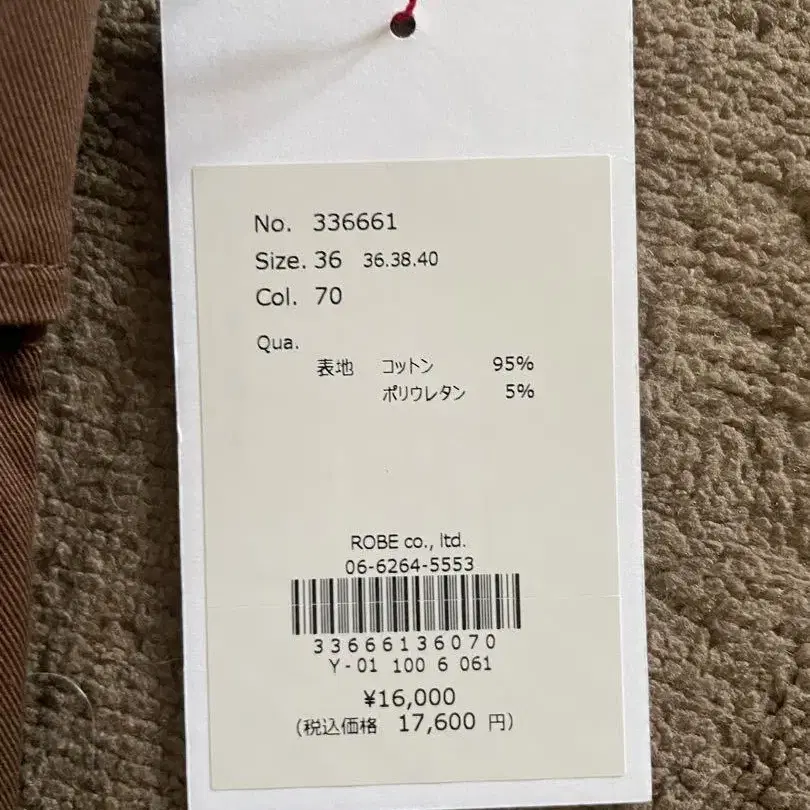 No. 336661
Size. 36 36.38.40
Col. 70
Qua.
表地 コットン 95%
ポリウレタン 5%
ROBE co., ltd.
06-6264-5553
33666136070
Y-01 100 6 061
¥16,000
(税込価格 17,600 円)